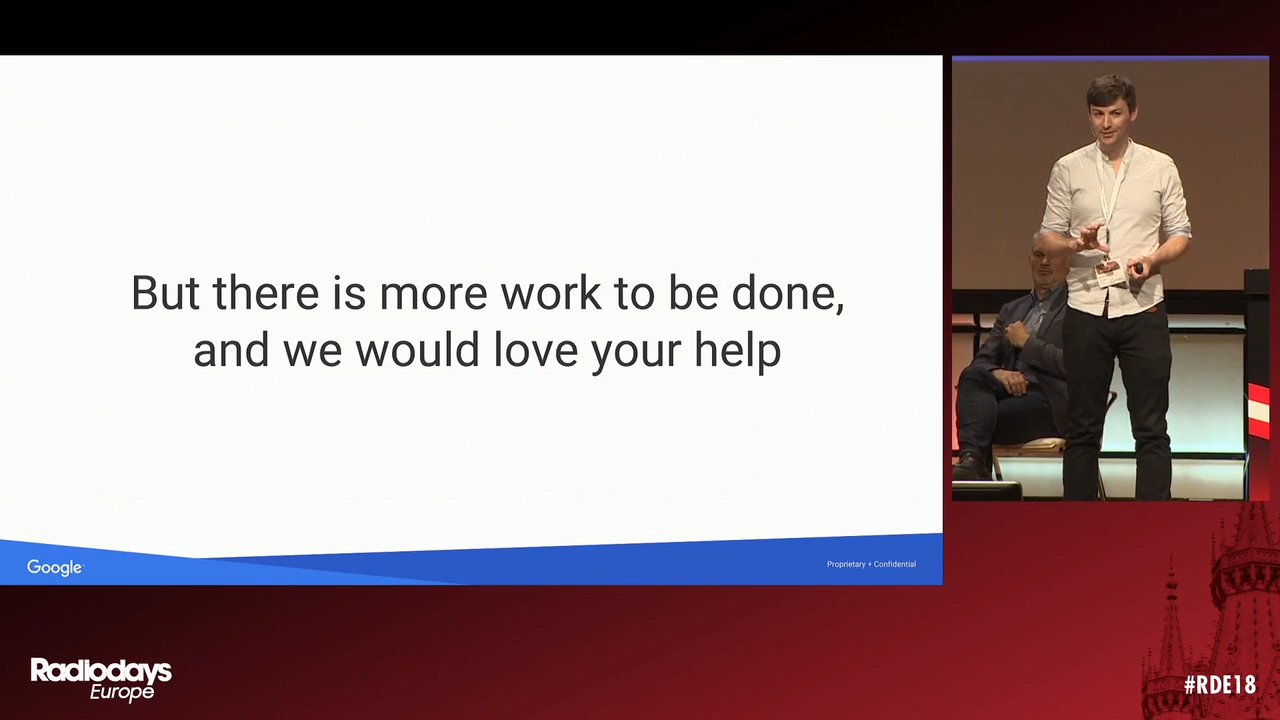 But there is more work to be done,
and we would love your help
Google
Proprietary + Confidential
Radiodays
Europe
#RDE18